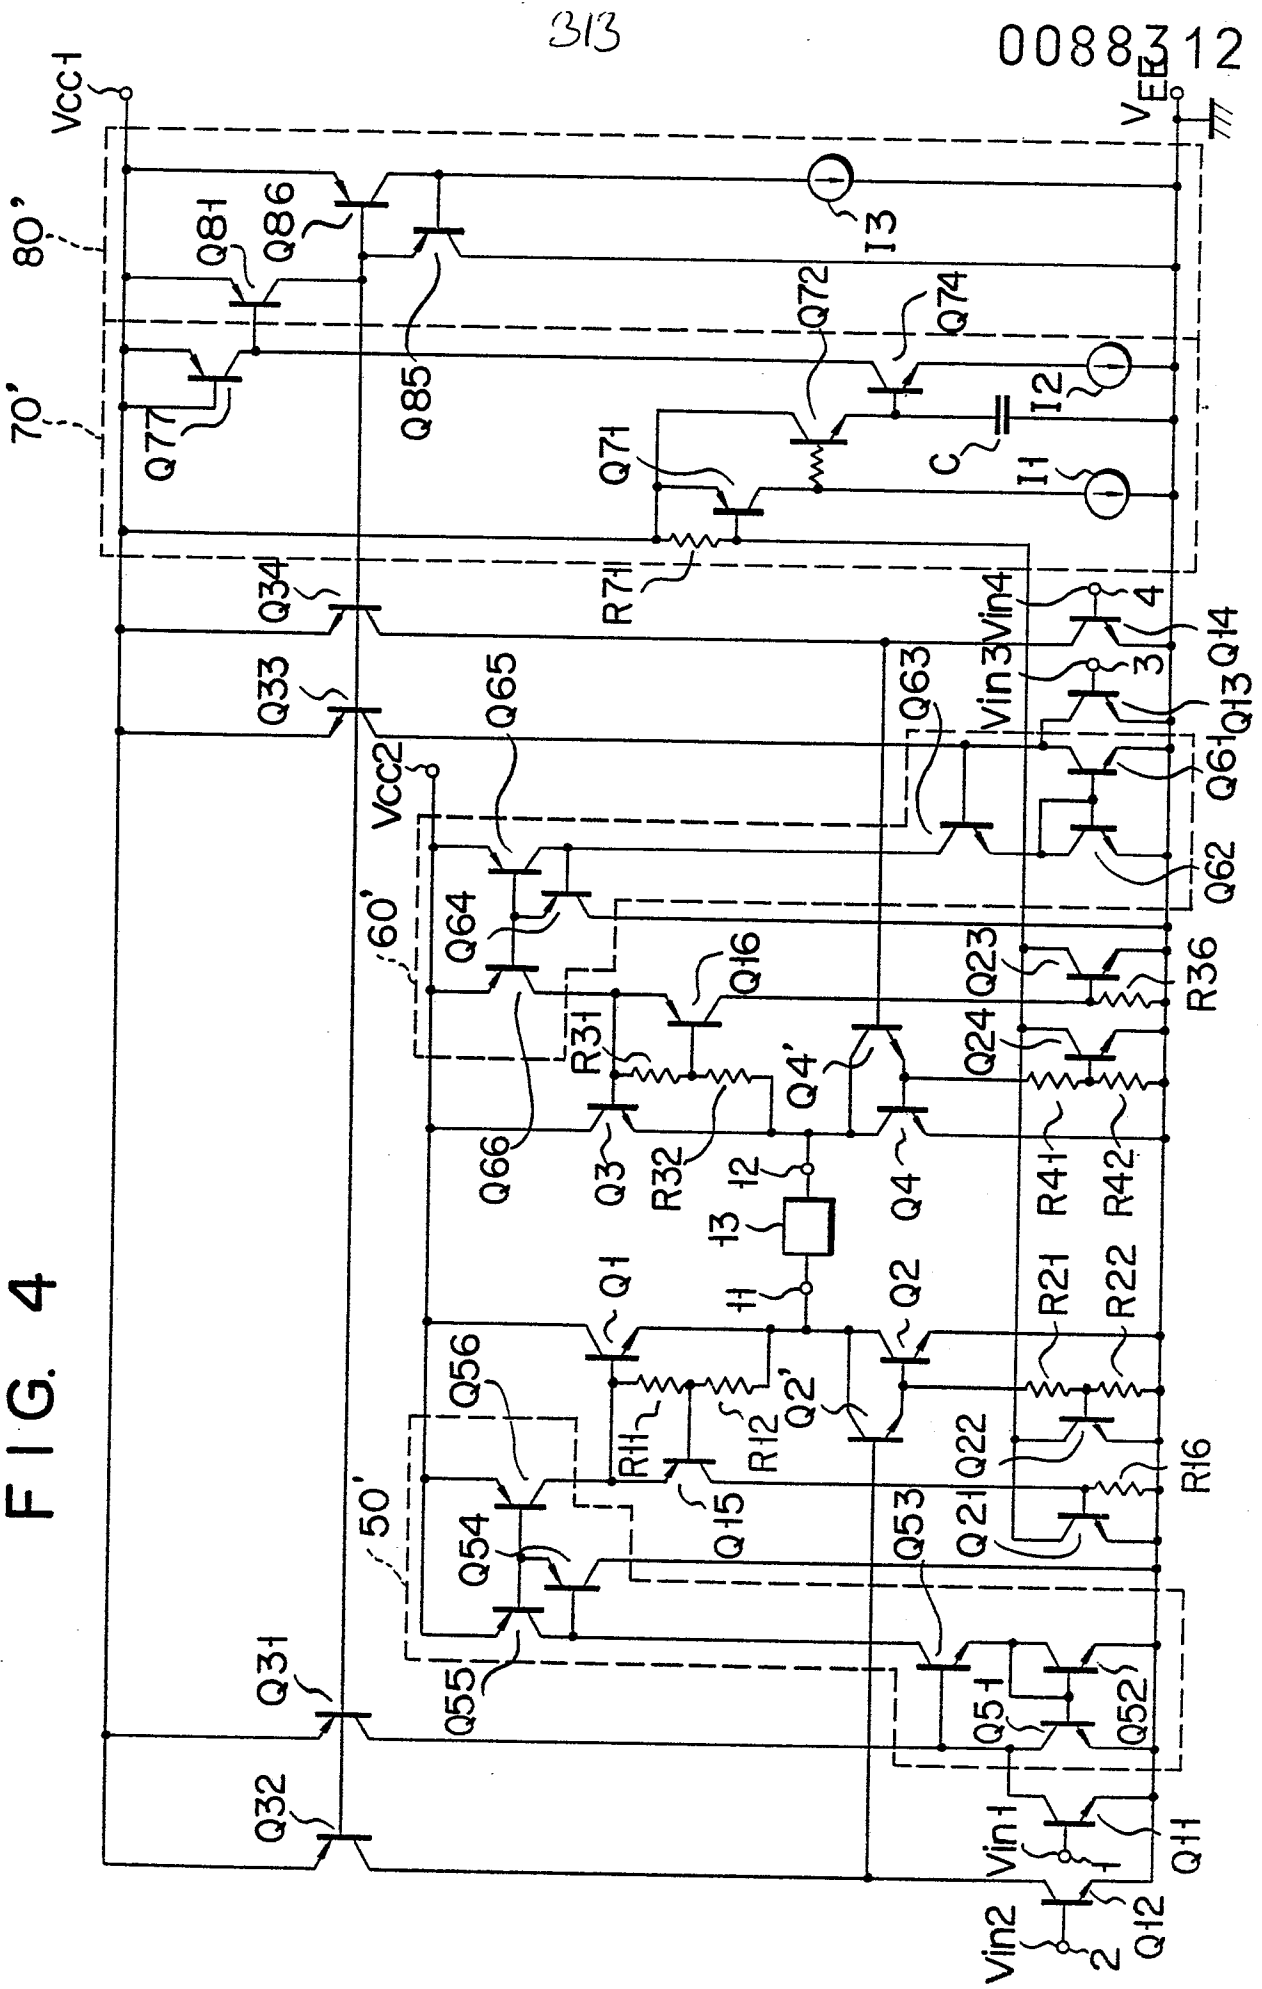 313
0088312
FIG. 4
Vcc1
80'
Q81
Q86
Q85
I3
VEE
70'
Q77
Q72
Q74
Q71
C
I1
I2
R71
Q34
Q33
Vin4
4
Q14
Vin3
3
Q13
Vcc2
Q65
Q63
Q61
Q62
60'
Q64
Q16
Q23
R36
R31
Q4'
Q24
Q66
Q3
R32
12
13
11
Q4
R41
R42
Q1
Q2
R21
R22
Q56
R11
R12
Q2'
Q22
R16
50'
Q54
Q15
Q53
Q21
Q31
Q55
Q51
Q52
Q32
Vin1
1
Q11
Vin2
2
Q12